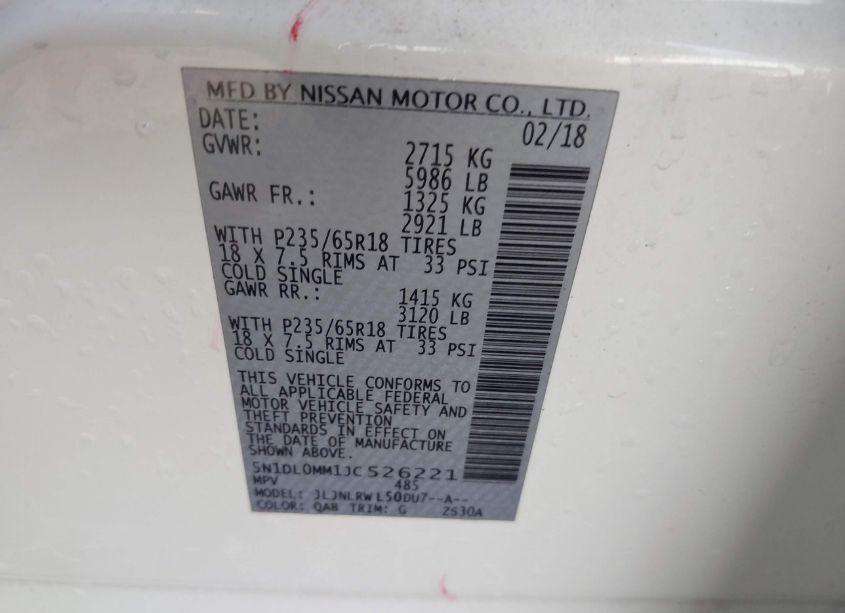 MFD BY NISSAN MOTOR CO., LTD.
DATE: 02/18
GVWR: 2715 KG
5986 LB
GAWR FR.: 1325 KG
2921 LB
WITH P235/65R18 TIRES
18 X 7.5 RIMS AT 33 PSI
COLD SINGLE
GAWR RR.: 1415 KG
3120 LB
WITH P235/65R18 TIRES
18 X 7.5 RIMS AT 33 PSI
COLD SINGLE
THIS VEHICLE CONFORMS TO
ALL APPLICABLE FEDERAL
MOTOR VEHICLE SAFETY AND
THEFT PREVENTION
STANDARDS IN EFFECT ON
THE DATE OF MANUFACTURE
SHOWN ABOVE.
5N1DL0MM1JC526221
MPV 485
MODEL: JLJNLRWL50DU7--A--
COLOR: QAB TRIM: G 2S30A